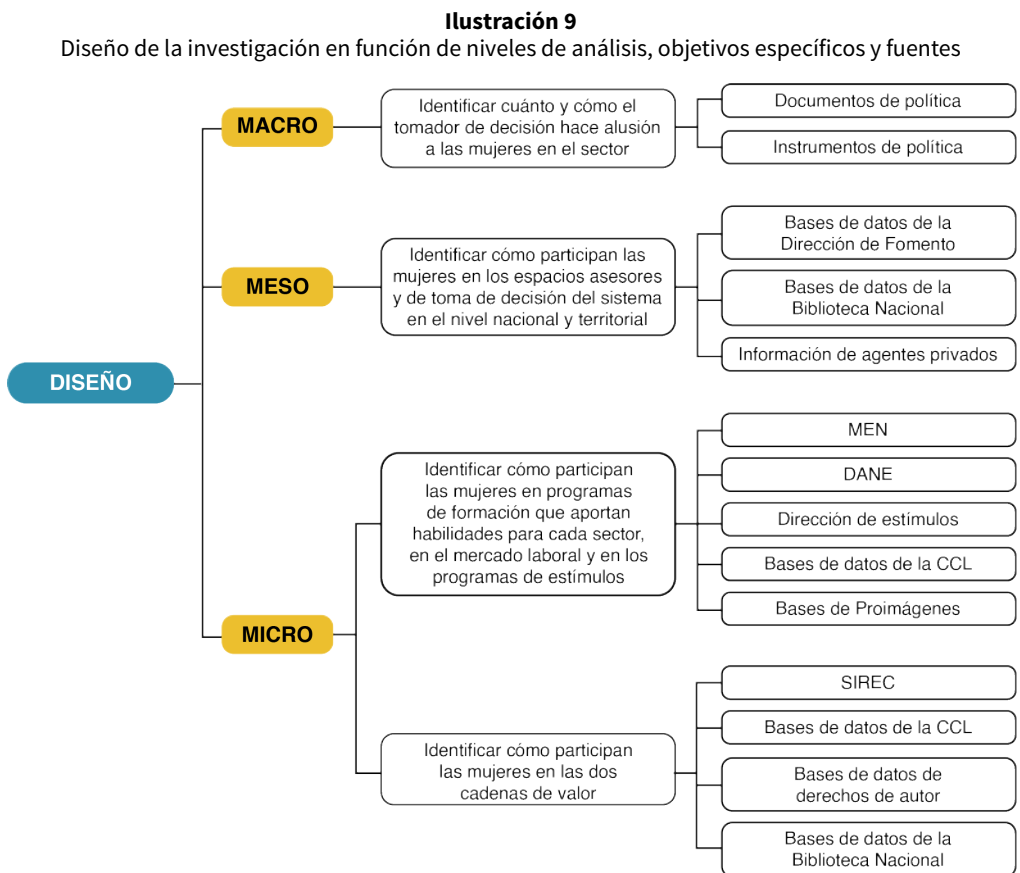 Ilustración 9
Diseño de la investigación en función de niveles de análisis, objetivos específicos y fuentes
DISEÑO
MACRO
Identificar cuánto y cómo el
tomador de decisión hace alusión
a las mujeres en el sector
Documentos de política
Instrumentos de política
MESO
Identificar cómo participan las
mujeres en los espacios asesores
y de toma de decisión del sistema
en el nivel nacional y territorial
Bases de datos de la
Dirección de Fomento
Bases de datos de la
Biblioteca Nacional
Información de agentes privados
MICRO
Identificar cómo participan
las mujeres en programas
de formación que aportan
habilidades para cada sector,
en el mercado laboral y en los
programas de estímulos
MEN
DANE
Dirección de estímulos
Bases de datos de la CCL
Bases de Proimágenes
Identificar cómo participan
las mujeres en las dos
cadenas de valor
SIREC
Bases de datos de la CCL
Bases de datos de
derechos de autor
Bases de datos de la
Biblioteca Nacional